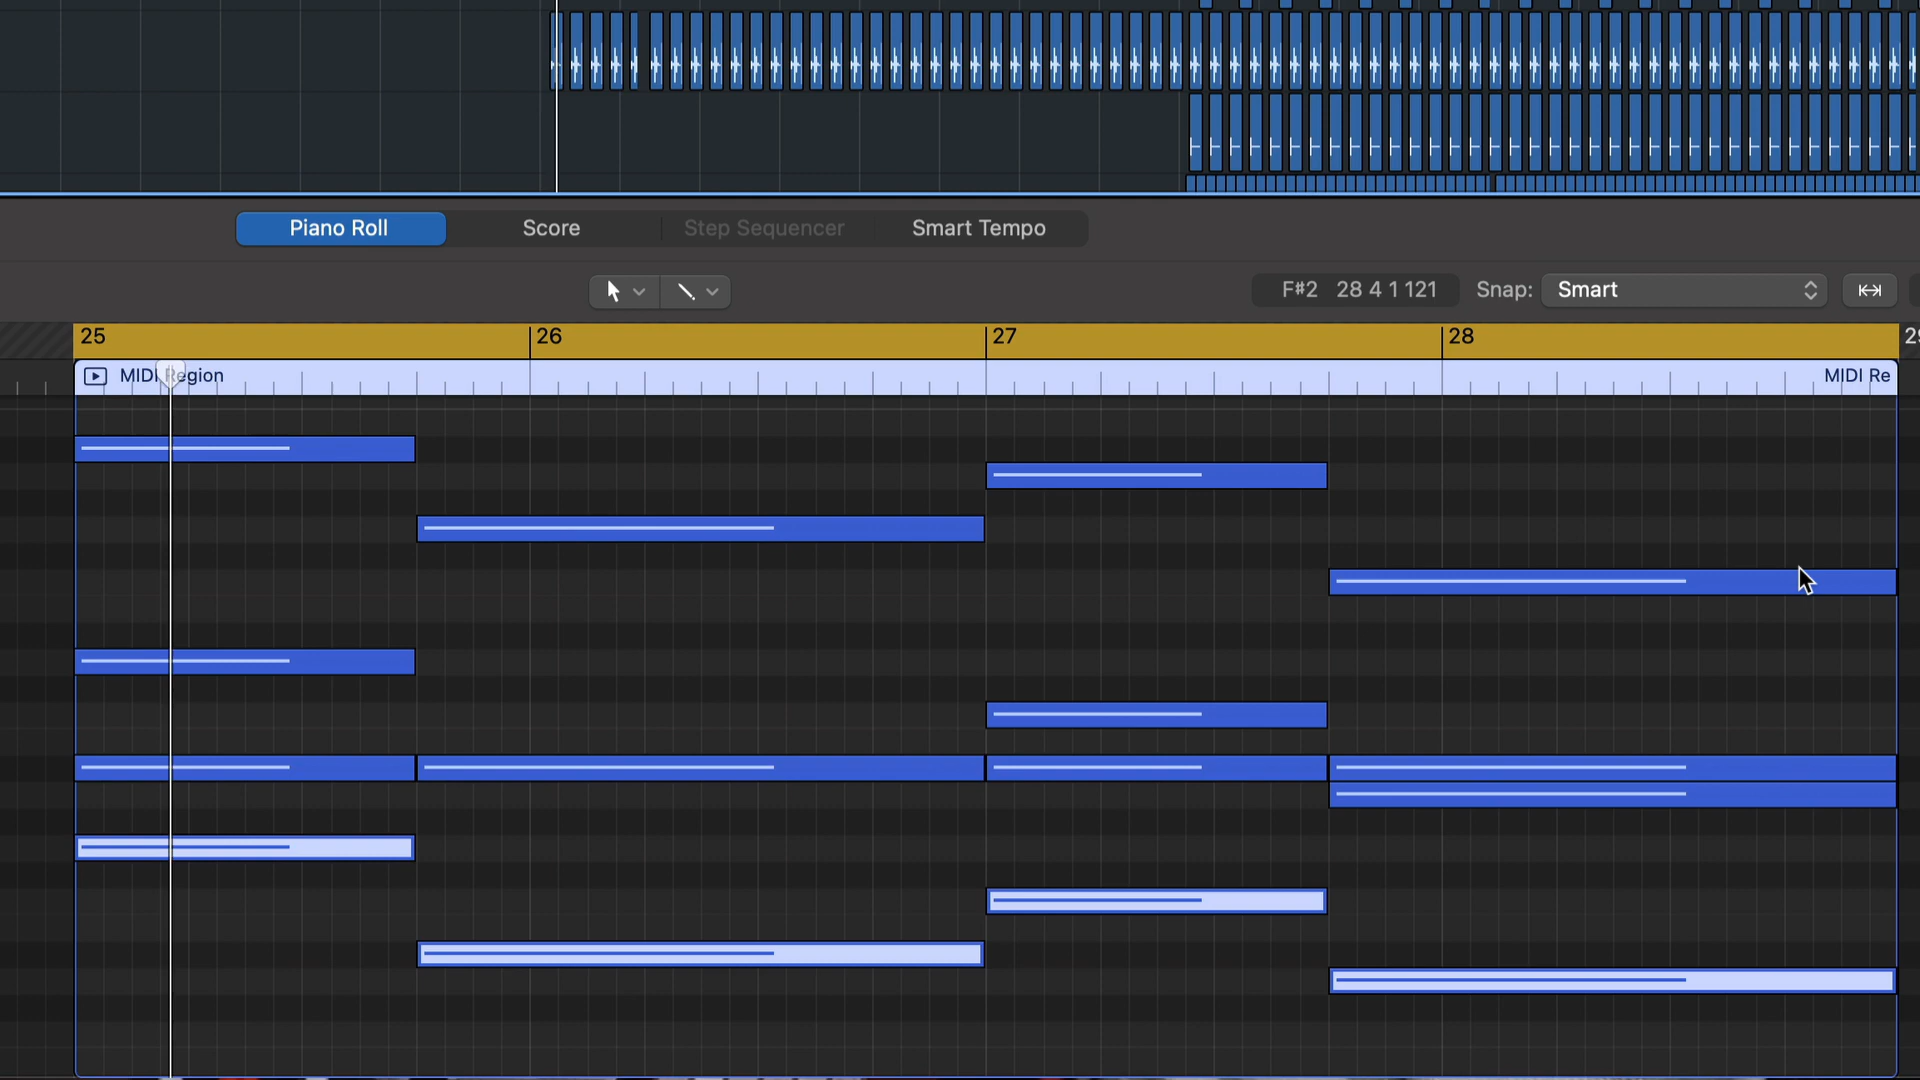 Piano Roll Score Step Sequencer Smart Tempo
F#2 28 4 1 121 Snap: Smart
25 26 27 28
MIDI Region MIDI Re